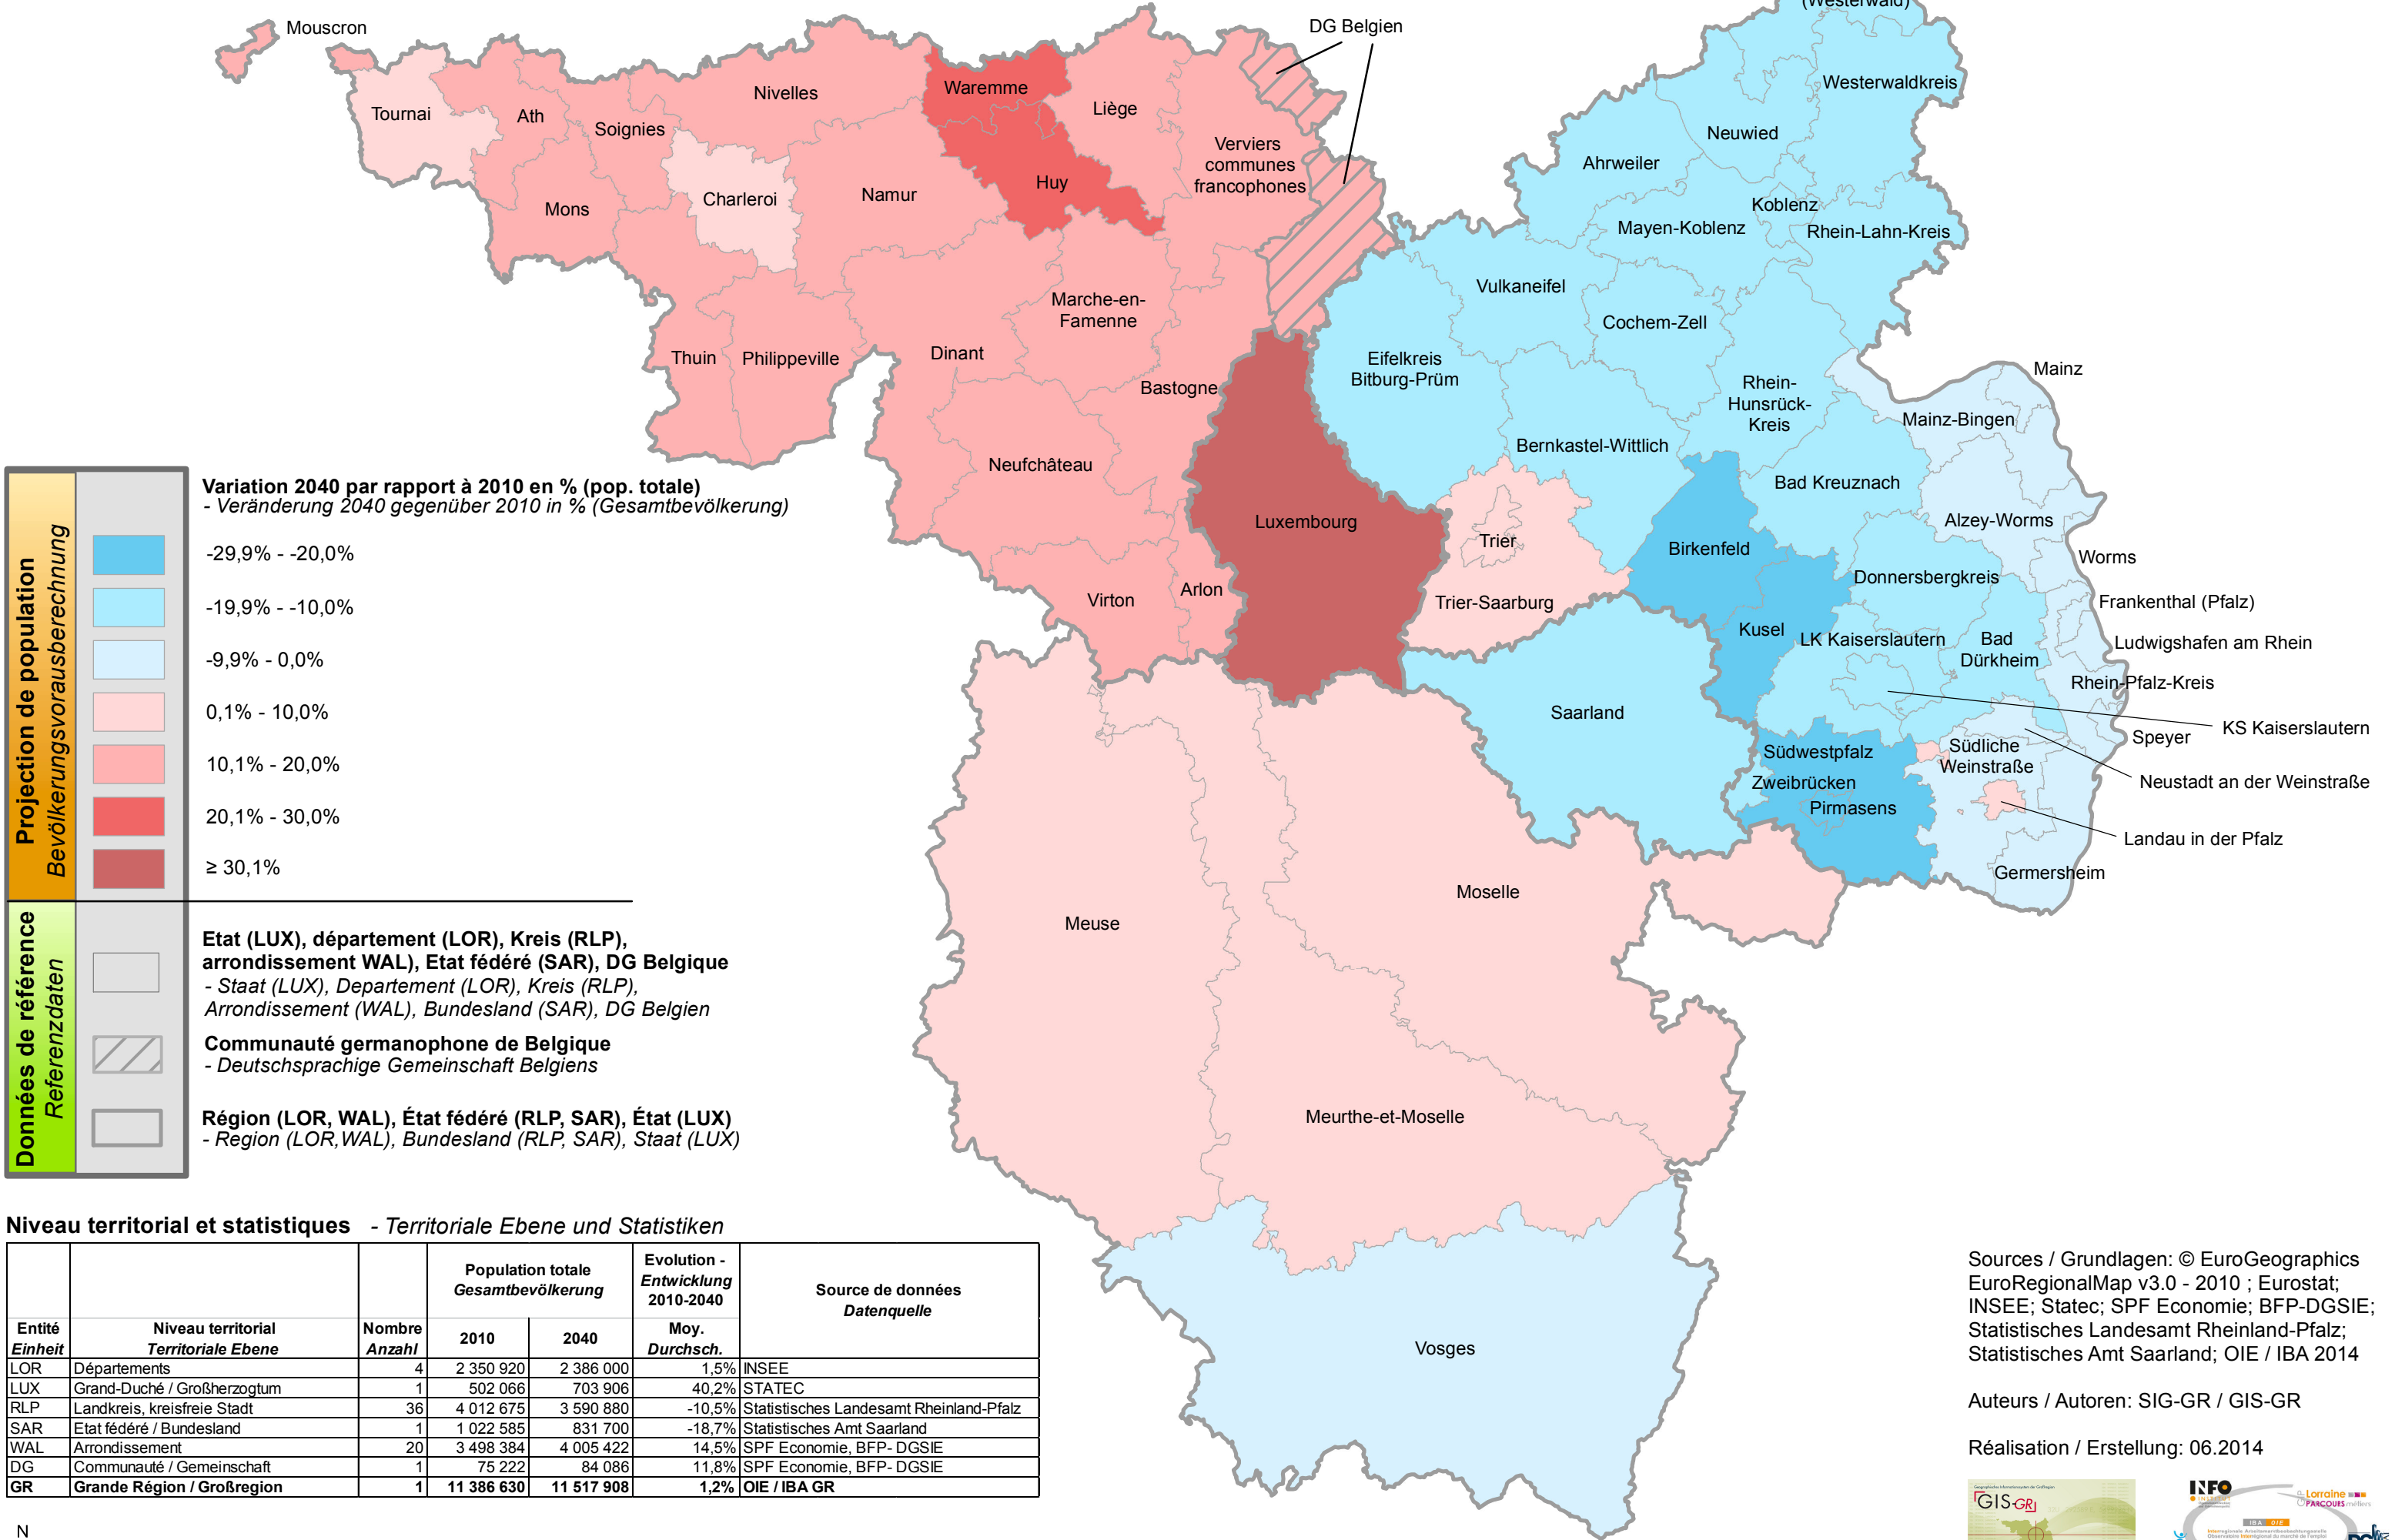 (Westerwald)
Mouscron
DG Belgien
Tournai
Ath
Soignies
Nivelles
Waremme
Liège
Verviers
communes
francophones
Mons
Charleroi
Namur
Huy
Marche-en-
Famenne
Thuin
Philippeville
Dinant
Bastogne
Neufchâteau
Virton
Arlon
Luxembourg
Westerwaldkreis
Neuwied
Ahrweiler
Koblenz
Mayen-Koblenz
Rhein-Lahn-Kreis
Vulkaneifel
Cochem-Zell
Eifelkreis
Bitburg-Prüm
Rhein-
Hunsrück-
Kreis
Mainz
Mainz-Bingen
Bernkastel-Wittlich
Bad Kreuznach
Alzey-Worms
Trier
Birkenfeld
Worms
Donnersbergkreis
Trier-Saarburg
Frankenthal (Pfalz)
Kusel
LK Kaiserslautern
Bad
Dürkheim
Ludwigshafen am Rhein
Rhein-Pfalz-Kreis
Saarland
KS Kaiserslautern
Speyer
Südwestpfalz
Südliche
Weinstraße
Zweibrücken
Neustadt an der Weinstraße
Pirmasens
Landau in der Pfalz
Germersheim
Meuse
Moselle
Meurthe-et-Moselle
Vosges
Projection de population
Bevölkerungsvorausberechnung
Variation 2040 par rapport à 2010 en % (pop. totale)
- Veränderung 2040 gegenüber 2010 in % (Gesamtbevölkerung)
-29,9% - -20,0%
-19,9% - -10,0%
-9,9% - 0,0%
0,1% - 10,0%
10,1% - 20,0%
20,1% - 30,0%
≥ 30,1%
Données de référence
Referenzdaten
Etat (LUX), département (LOR), Kreis (RLP),
arrondissement WAL), Etat fédéré (SAR), DG Belgique
- Staat (LUX), Departement (LOR), Kreis (RLP),
Arrondissement (WAL), Bundesland (SAR), DG Belgien
Communauté germanophone de Belgique
- Deutschsprachige Gemeinschaft Belgiens
Région (LOR, WAL), État fédéré (RLP, SAR), État (LUX)
- Region (LOR,WAL), Bundesland (RLP, SAR), Staat (LUX)
Niveau territorial et statistiques - Territoriale Ebene und Statistiken
Population totale
Gesamtbevölkerung
Evolution -
Entwicklung
2010-2040
Source de données
Datenquelle
Entité
Einheit
Niveau territorial
Territoriale Ebene
Nombre
Anzahl
2010
2040
Moy.
Durchsch.
LOR Départements 4 2 350 920 2 386 000 1,5% INSEE
LUX Grand-Duché / Großherzogtum 1 502 066 703 906 40,2% STATEC
RLP Landkreis, kreisfreie Stadt 36 4 012 675 3 590 880 -10,5% Statistisches Landesamt Rheinland-Pfalz
SAR Etat fédéré / Bundesland 1 1 022 585 831 700 -18,7% Statistisches Amt Saarland
WAL Arrondissement 20 3 498 384 4 005 422 14,5% SPF Economie, BFP- DGSIE
DG Communauté / Gemeinschaft 1 75 222 84 086 11,8% SPF Economie, BFP- DGSIE
GR Grande Région / Großregion 1 11 386 630 11 517 908 1,2% OIE / IBA GR
N
Sources / Grundlagen: © EuroGeographics
EuroRegionalMap v3.0 - 2010 ; Eurostat;
INSEE; Statec; SPF Economie; BFP-DGSIE;
Statistisches Landesamt Rheinland-Pfalz;
Statistisches Amt Saarland; OIE / IBA 2014
Auteurs / Autoren: SIG-GR / GIS-GR
Réalisation / Erstellung: 06.2014
GIS-GR
INFO
INSTITUT
Lorraine
PARCOURS métiers
IBA OIE
Interregionale Arbeitsmarktbeobachtungsstelle
Observatoire Interrégional du marché de l'emploi